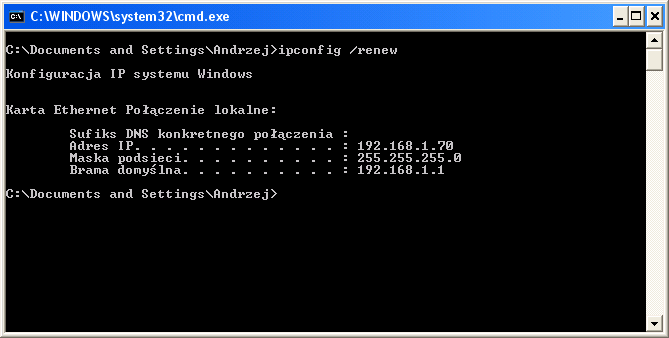 C:\WINDOWS\system32\cmd.exe
C:\Documents and Settings\Andrzej>ipconfig /renew
Konfiguracja IP systemu Windows
Karta Ethernet Połączenie lokalne:
Sufiks DNS konkretnego połączenia :
Adres IP. . . . . . . . . . . . . : 192.168.1.70
Maska podsieci. . . . . . . . . . : 255.255.255.0
Brama domyślna. . . . . . . . . . : 192.168.1.1
C:\Documents and Settings\Andrzej>